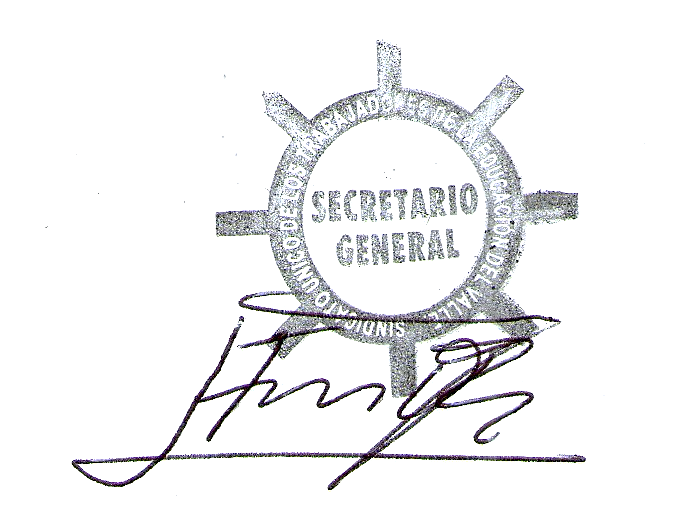 SINDICATO UNICO DE LOS TRABAJADORES DE LA EDUCACION DEL VALLE
SECRETARIO
GENERAL